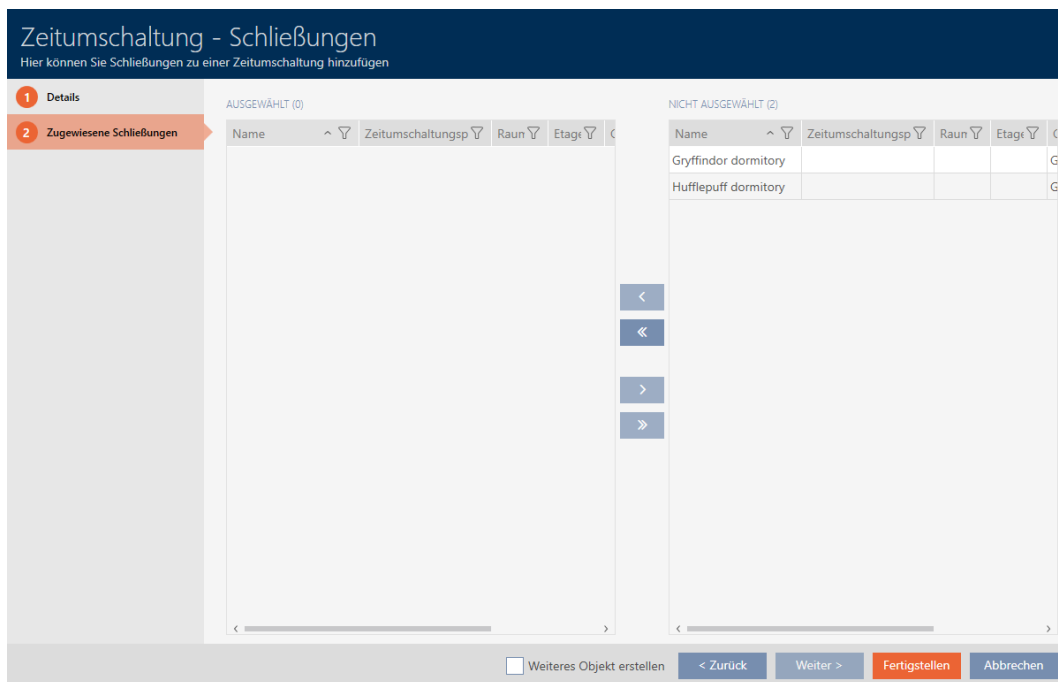 Zeitumschaltung - Schließungen
Hier können Sie Schließungen zu einer Zeitumschaltung hinzufügen
1 Details
2 Zugewiesene Schließungen
AUSGEWÄHLT (0)
Name Zeitumschaltungsp Raum Etage
NICHT AUSGEWÄHLT (2)
Name Zeitumschaltungsp Raum Etage
Gryffindor dormitory G
Hufflepuff dormitory G
Weiteres Objekt erstellen < Zurück Weiter > Fertigstellen Abbrechen